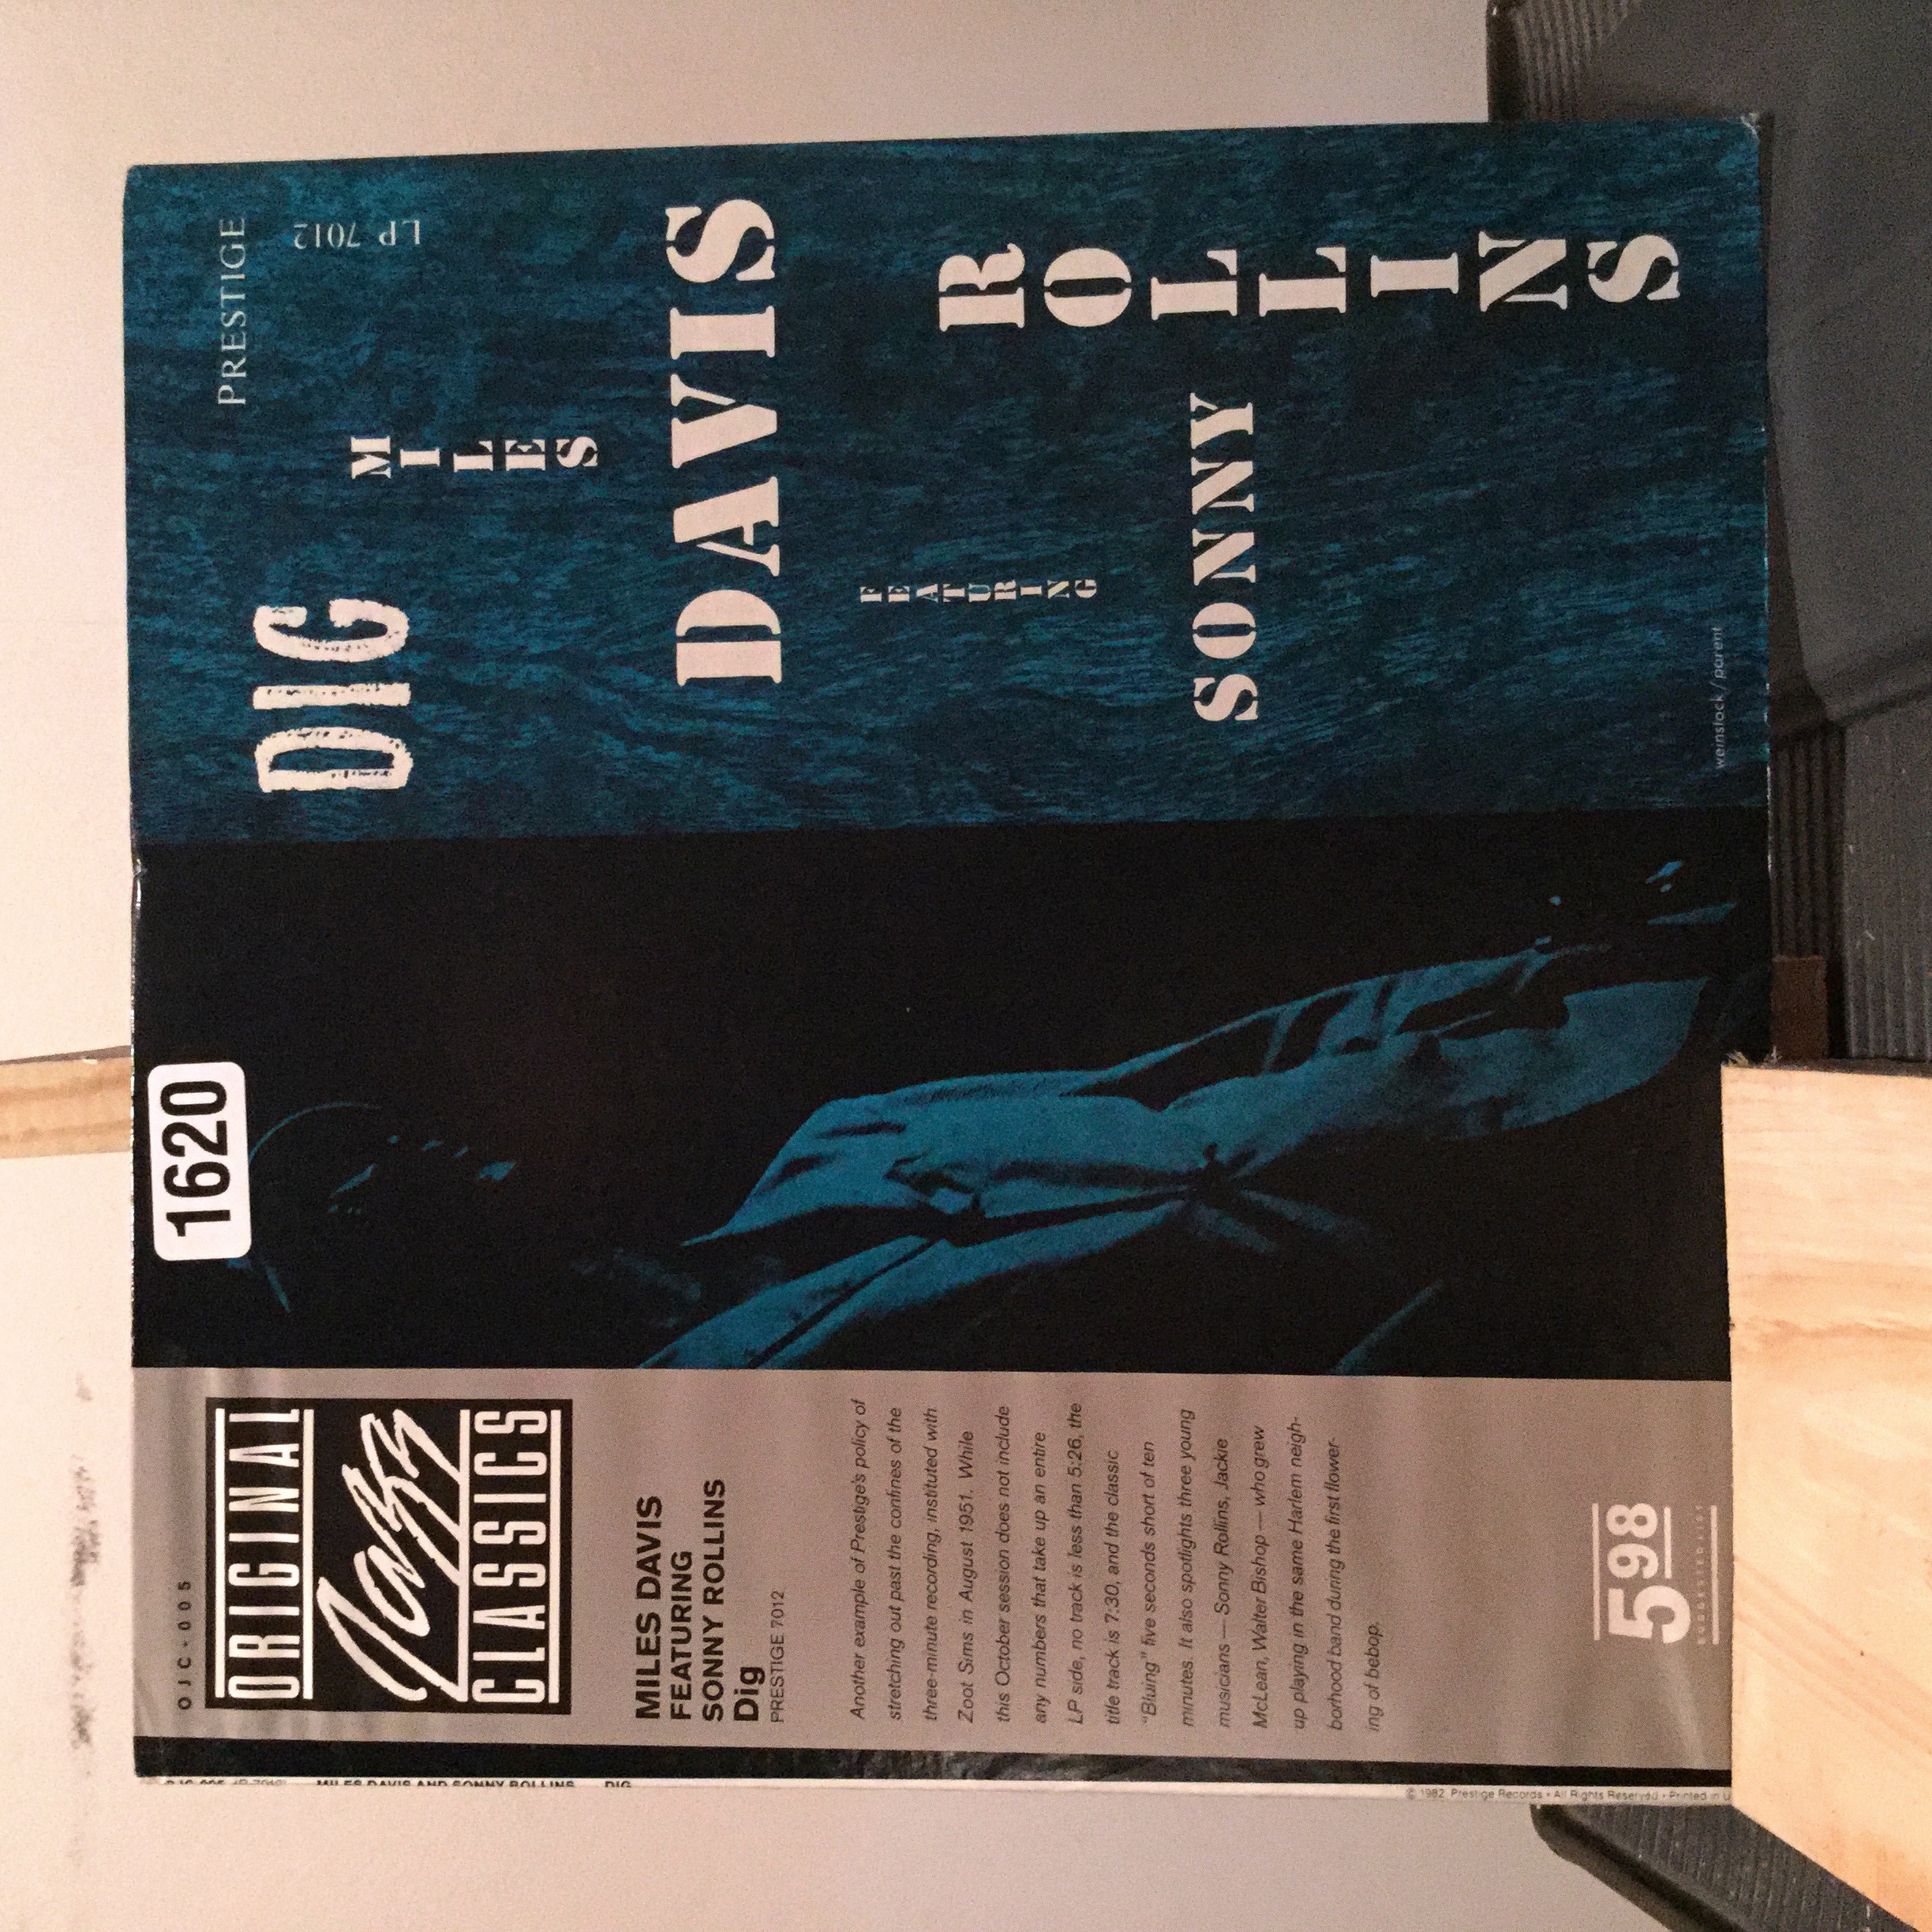 1620
OJC-005
ORIGINAL
Jazz
CLASSICS
MILES DAVIS
FEATURING
SONNY ROLLINS
Dig
PRESTIGE 7012
Another example of Prestige's policy of
stretching out past the confines of the
three-minute recording, instituted with
Zoot Sims in August 1951. While
this October session does not include
any numbers that take up an entire
LP side, no track is less than 5:26, the
title track is 7:30, and the classic
"Bluing" five seconds short of ten
minutes. It also spotlights three young
musicians — Sonny Rollins, Jackie
McLean, Walter Bishop — who grew
up playing in the same Harlem neigh-
borhood band during the first flower-
ing of bebop.
598
SUGGESTED LIST
PRESTIGE
LP 7012
DIG
MILES
DAVIS
FEATURING
SONNY
ROLLINS
weinstock/parent
MILES DAVIS AND SONNY ROLLINS DIG
© 1982, Prestige Records • All Rights Reserved • Printed in U